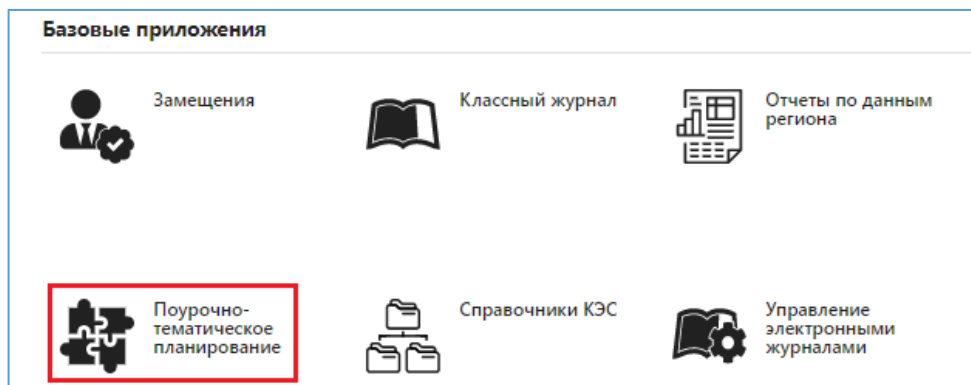 Базовые приложения
Замещения
Классный журнал
Отчеты по данным
региона
Поурочно-
тематическое
планирование
Справочники КЭС
Управление
электронными
журналами